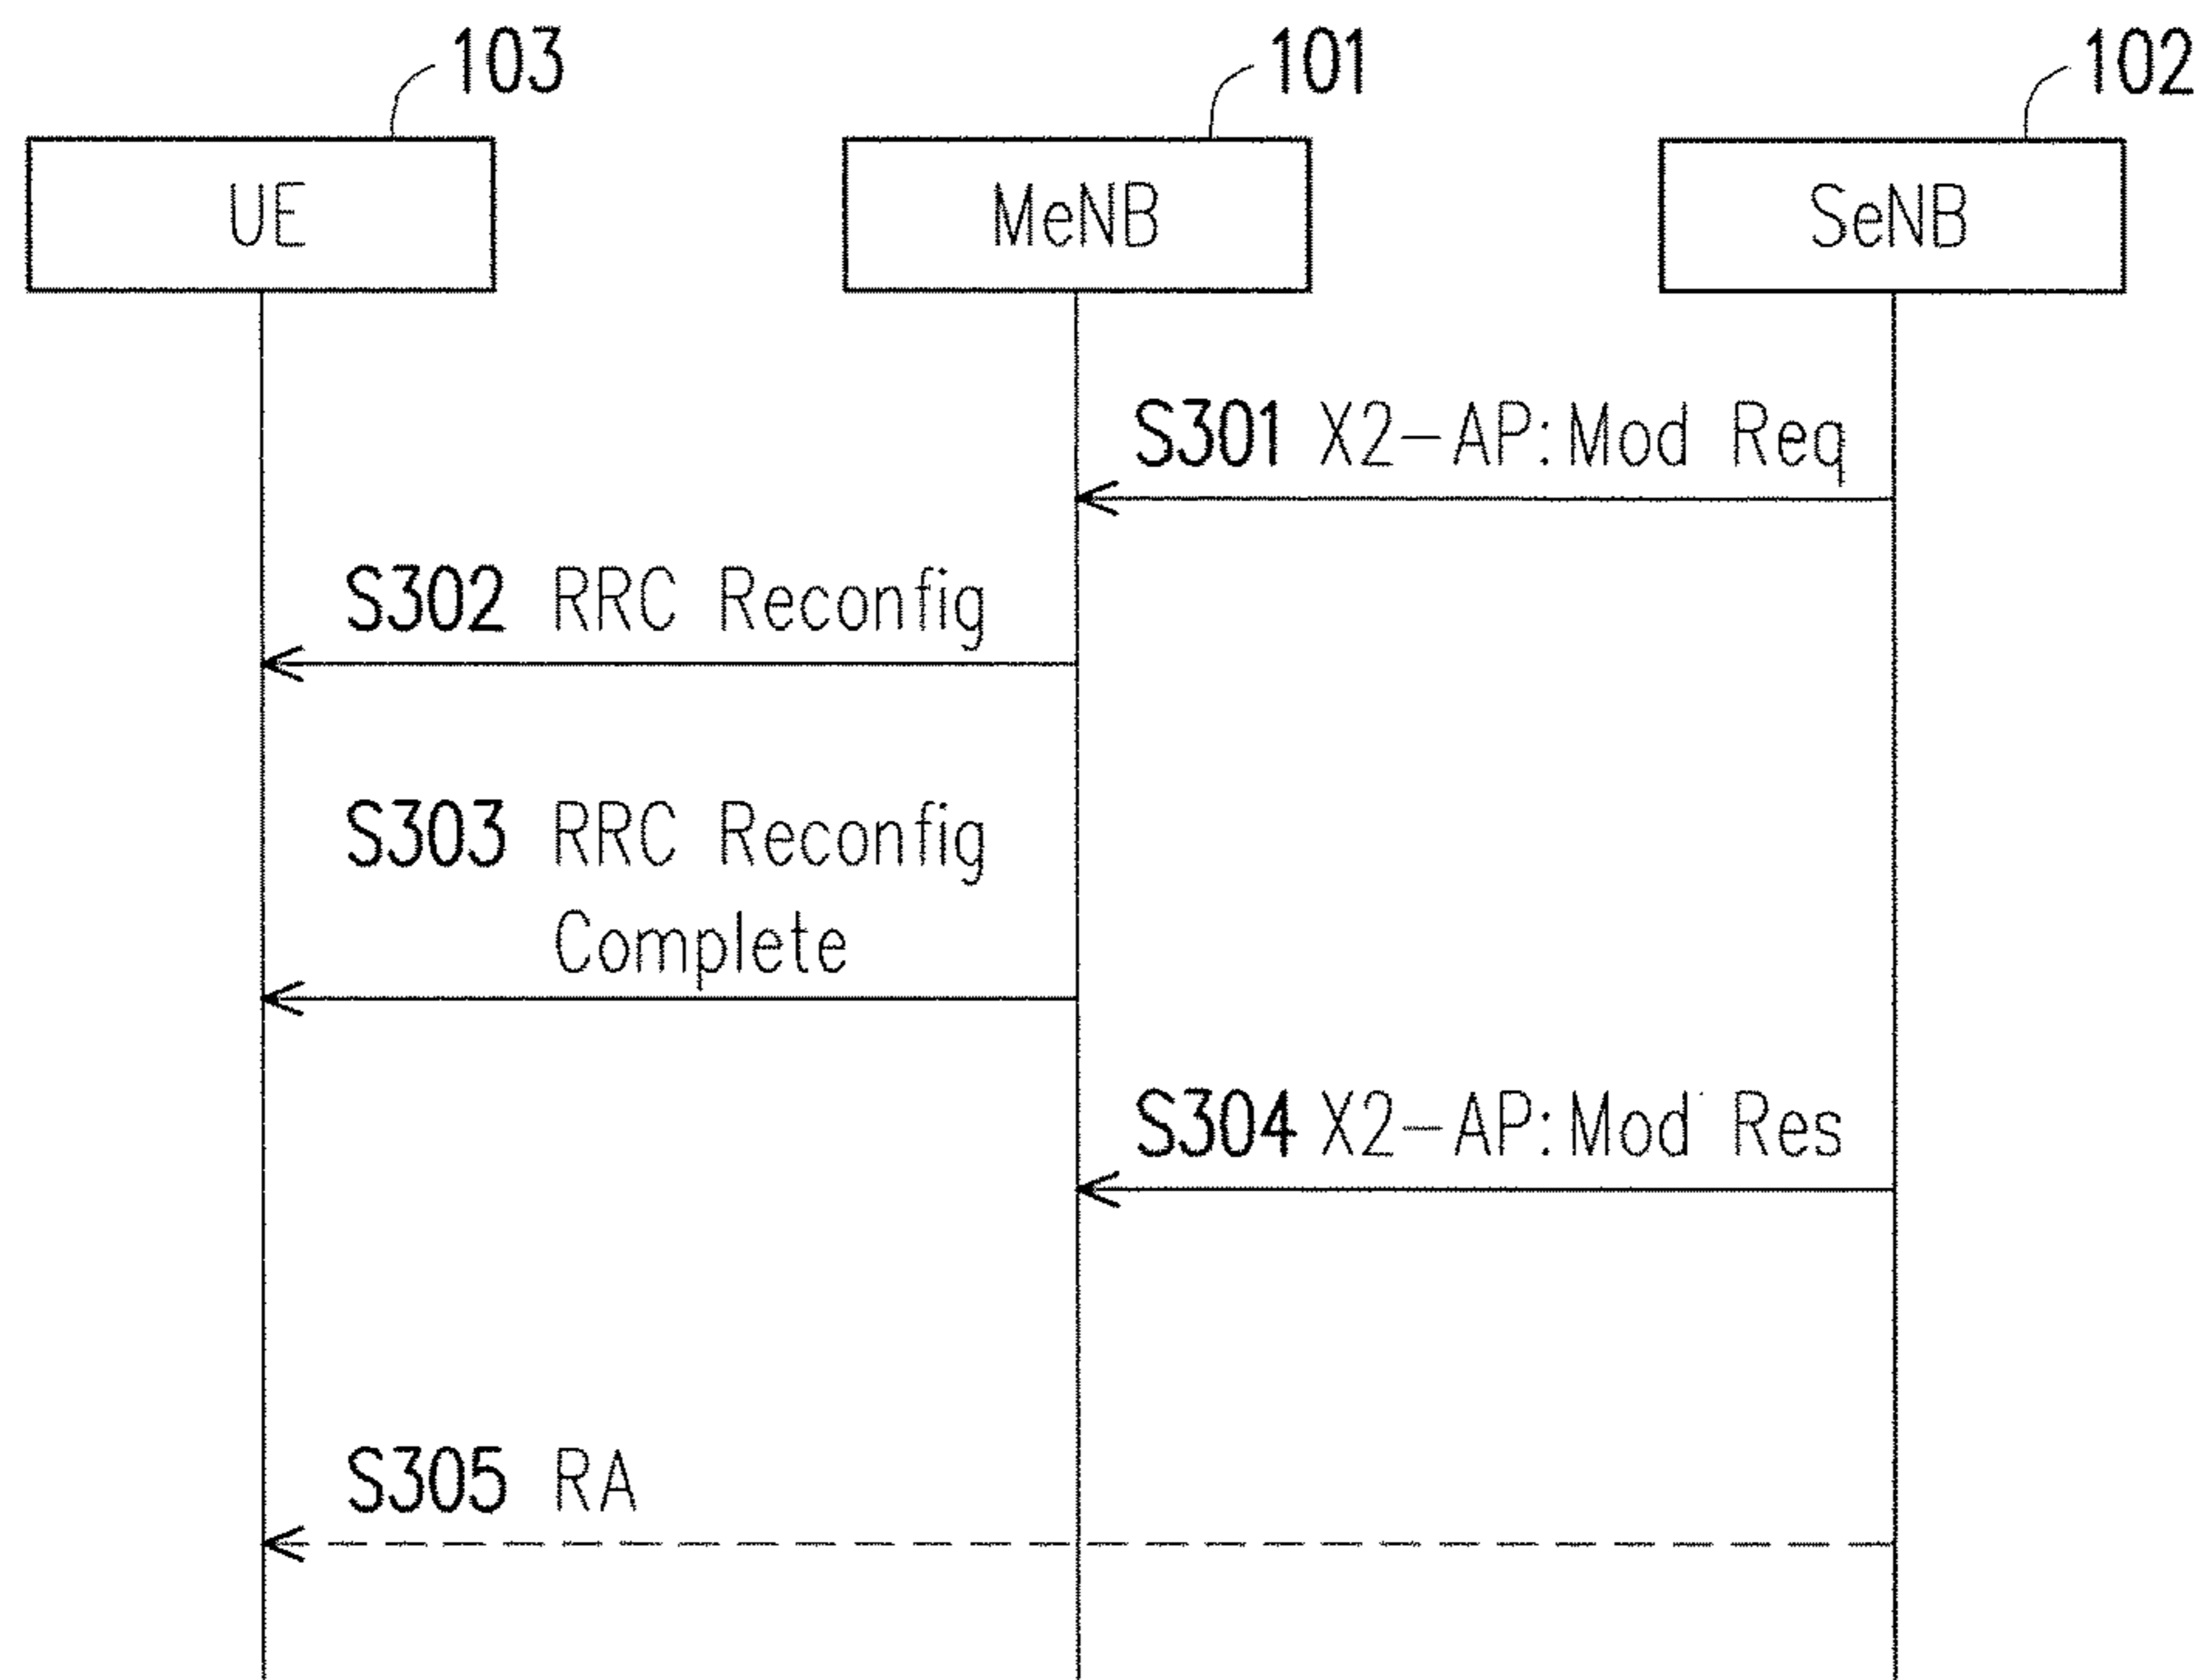 103
101
102
UE
MeNB
SeNB
S301 X2-AP:Mod Req
S302 RRC Reconfig
S303 RRC Reconfig
Complete
S304 X2-AP:Mod Res
S305 RA